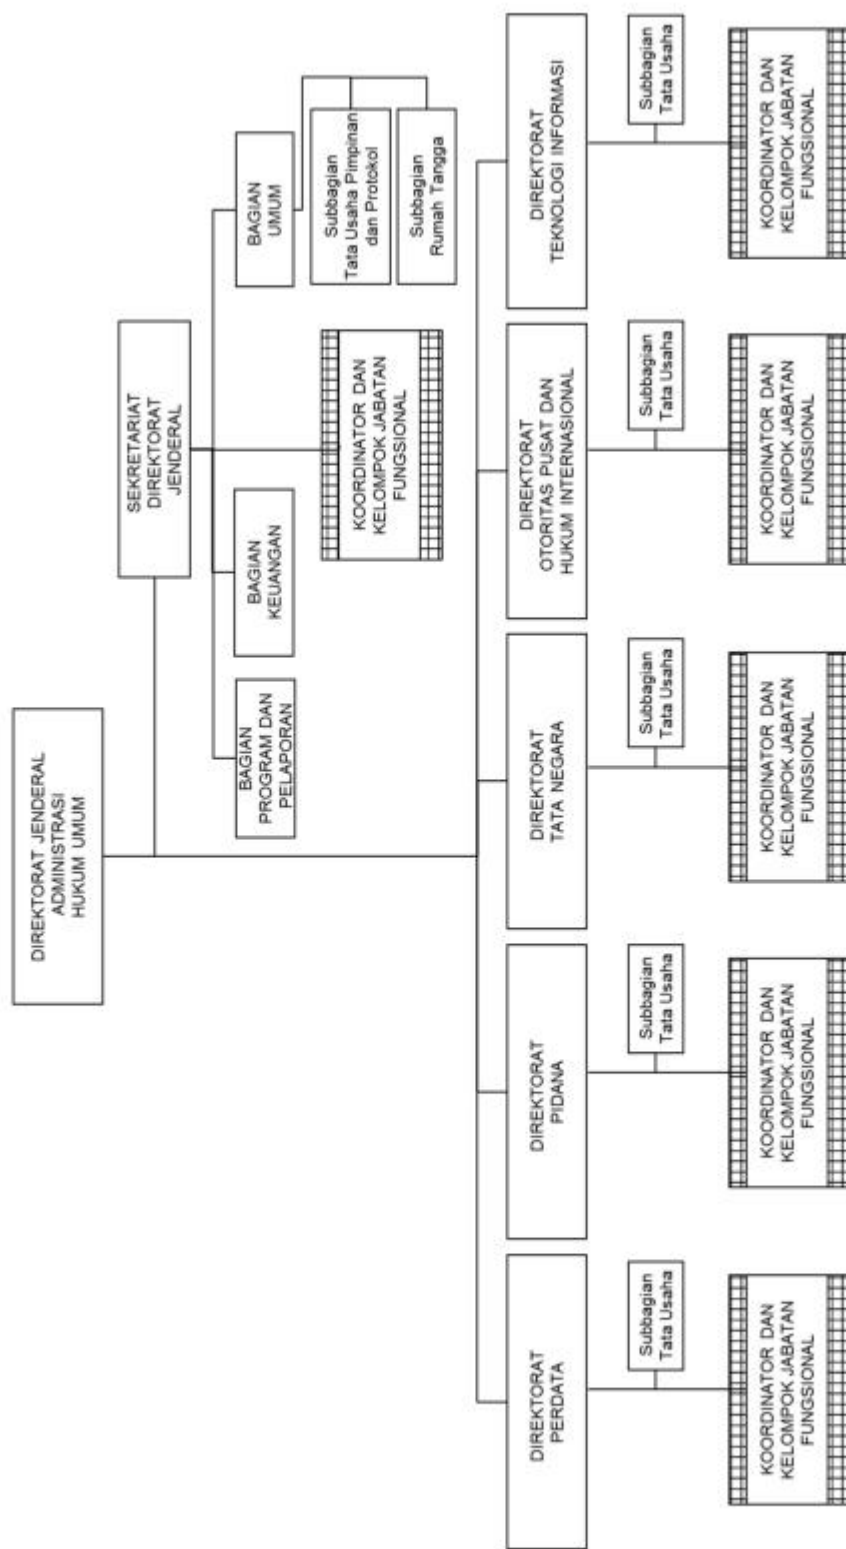 DIREKTORAT JENDERAL
ADMINISTRASI
HUKUM UMUM
SEKRETARIAT
DIREKTORAT
JENDERAL
BAGIAN
PROGRAM DAN
PELAPORAN
BAGIAN
KEUANGAN
BAGIAN
UMUM
KOORDINATOR DAN
KELOMPOK JABATAN
FUNGSIONAL
Subbagian
Tata Usaha Pimpinan
dan Protokol
Subbagian
Rumah Tangga
DIREKTORAT
PERDATA
DIREKTORAT
PIDANA
DIREKTORAT
TATA NEGARA
DIREKTORAT
OTORITAS PUSAT DAN
HUKUM INTERNASIONAL
DIREKTORAT
TEKNOLOGI INFORMASI
Subbagian
Tata Usaha
Subbagian
Tata Usaha
Subbagian
Tata Usaha
Subbagian
Tata Usaha
Subbagian
Tata Usaha
KOORDINATOR DAN
KELOMPOK JABATAN
FUNGSIONAL
KOORDINATOR DAN
KELOMPOK JABATAN
FUNGSIONAL
KOORDINATOR DAN
KELOMPOK JABATAN
FUNGSIONAL
KOORDINATOR DAN
KELOMPOK JABATAN
FUNGSIONAL
KOORDINATOR DAN
KELOMPOK JABATAN
FUNGSIONAL